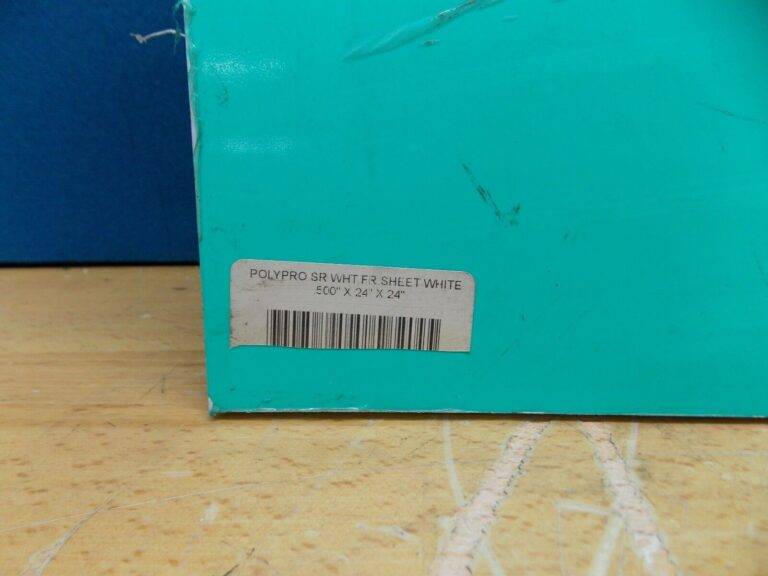 POLYPRO SR WHT FR SHEET WHITE
.500" X 24" X 24"